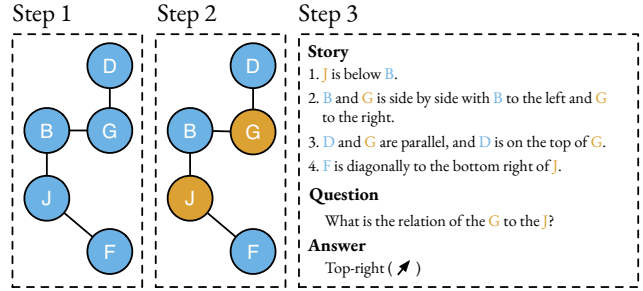 Step 1
Step 2
Step 3
D
B
G
J
F
D
B
G
J
F
Story
1. J is below B.
2. B and G is side by side with B to the left and G
to the right.
3. D and G are parallel, and D is on the top of G.
4. F is diagonally to the bottom right of J.
Question
What is the relation of the G to the J?
Answer
Top-right ( ⬈ )